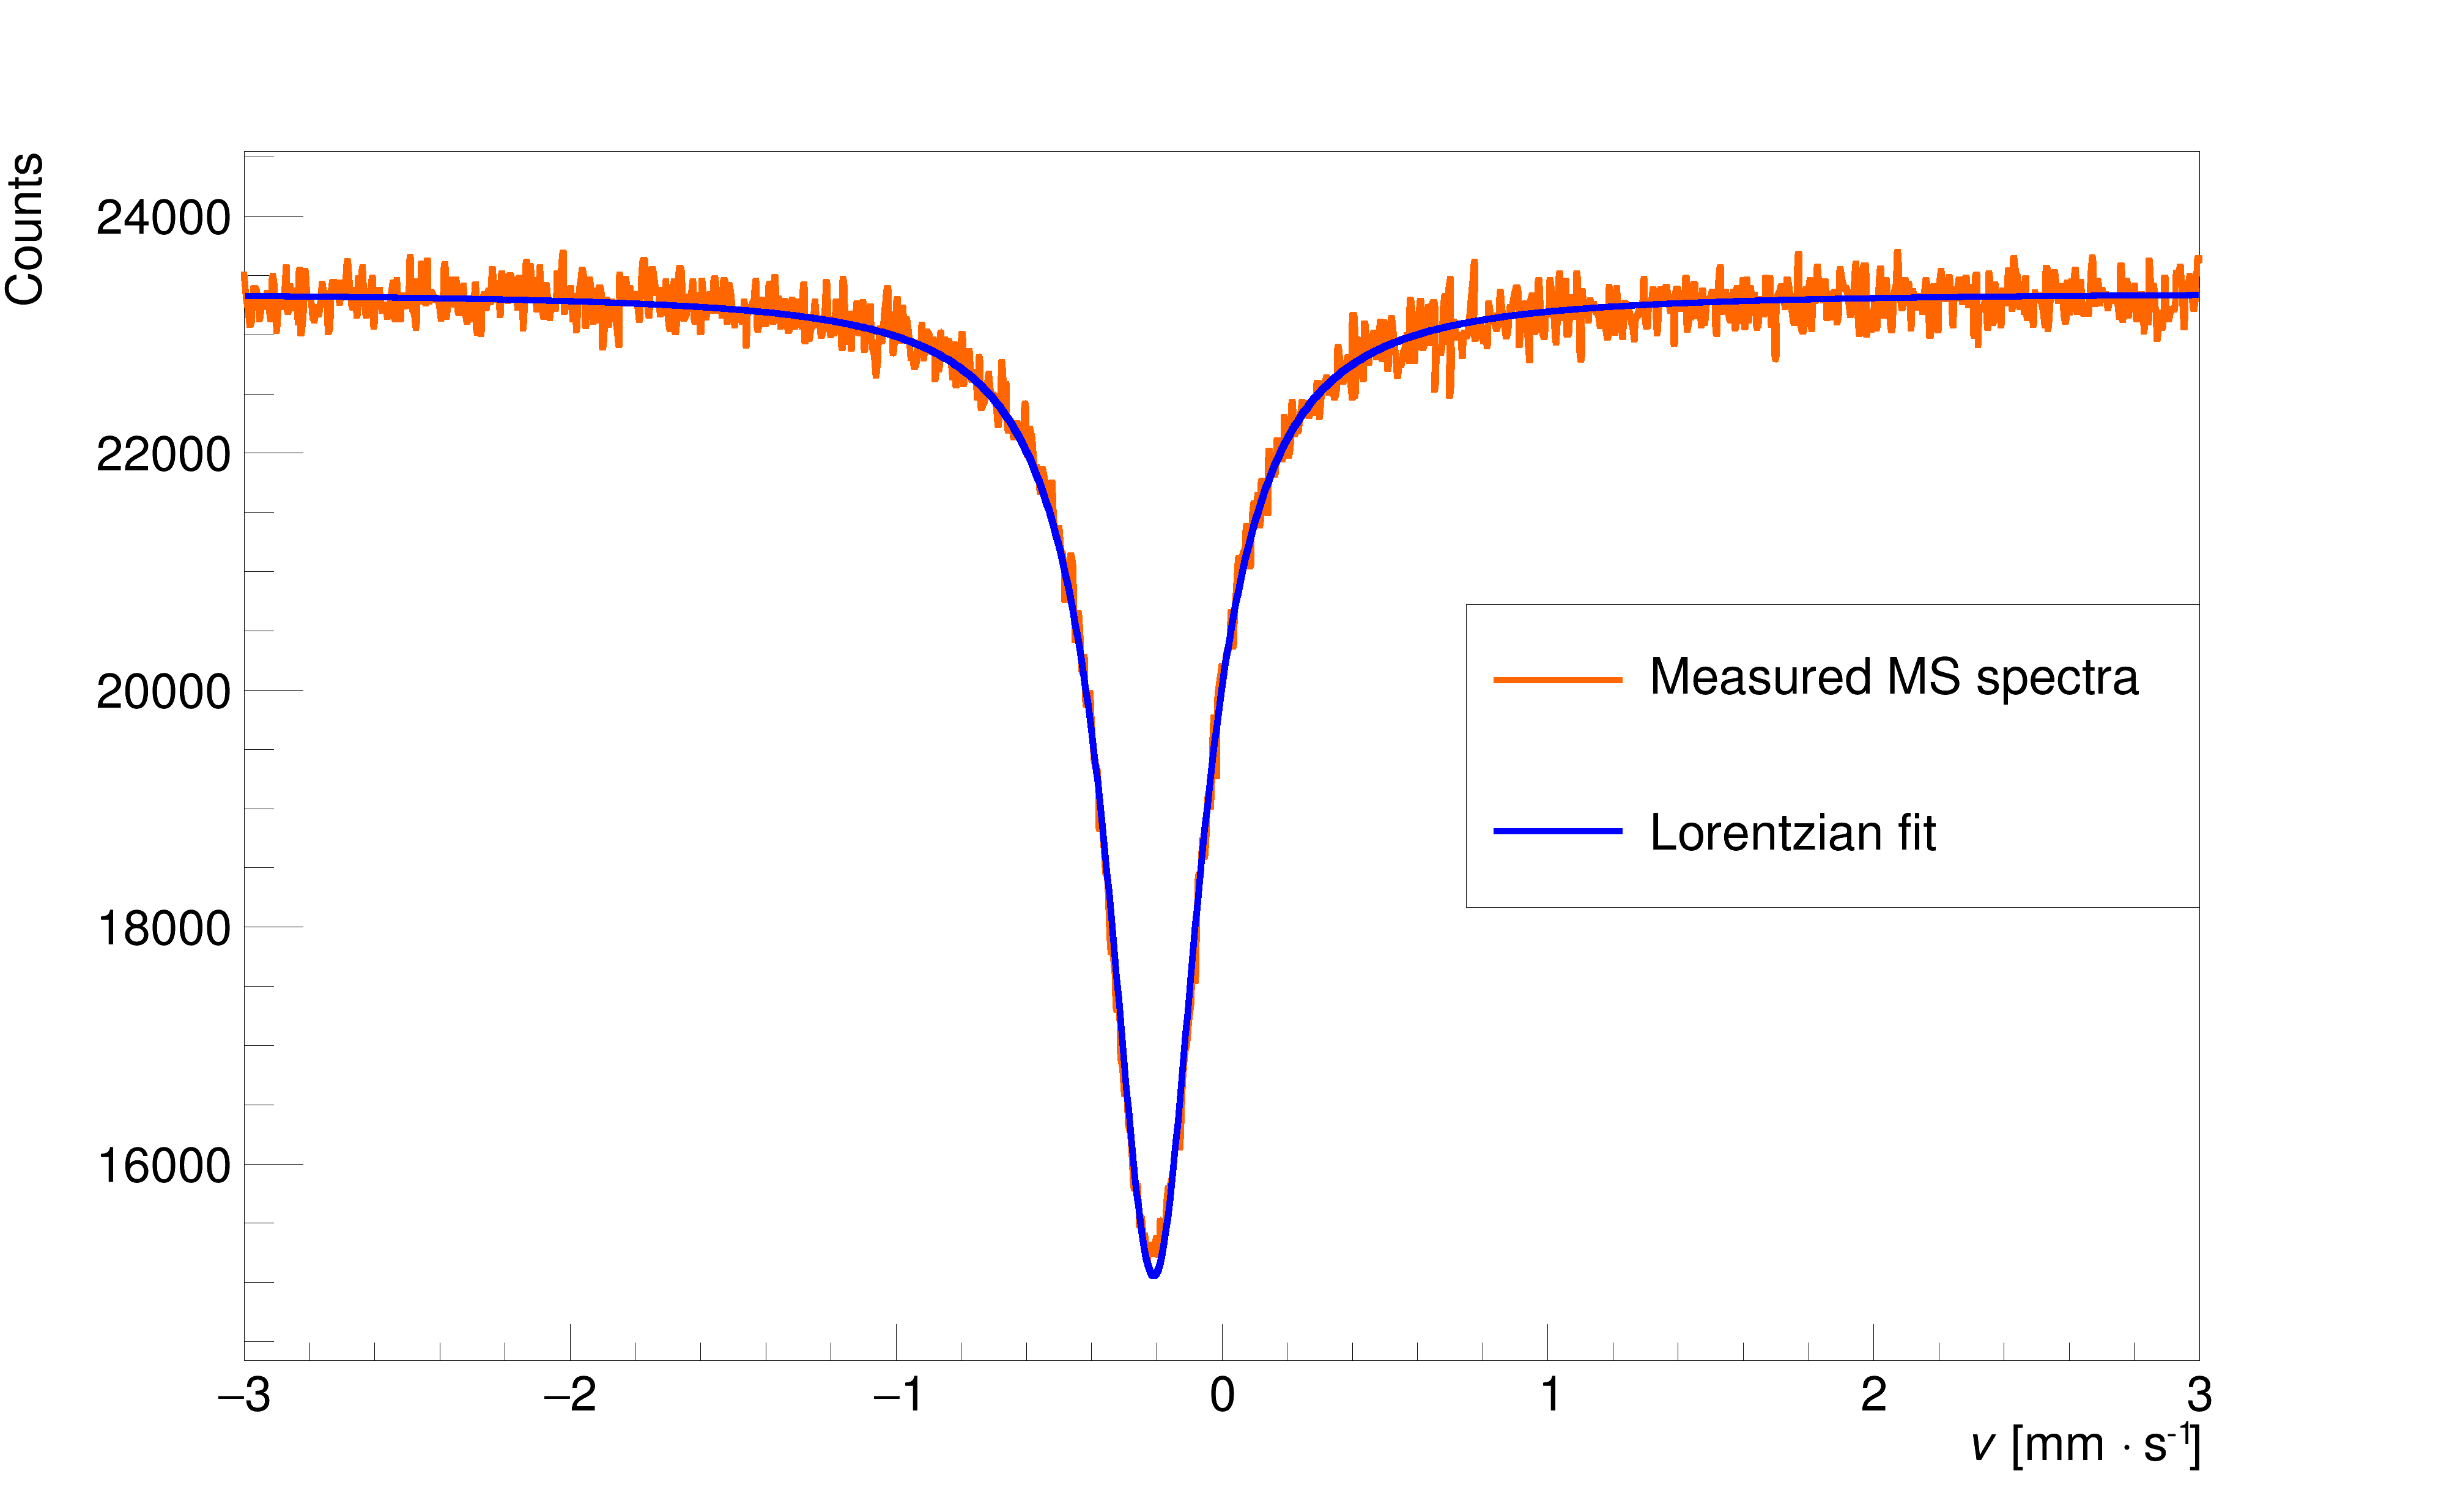 Counts
24000
22000
20000
18000
16000
Measured MS spectra
Lorentzian fit
−3 −2 −1 0 1 2 3
v [mm · s-1]